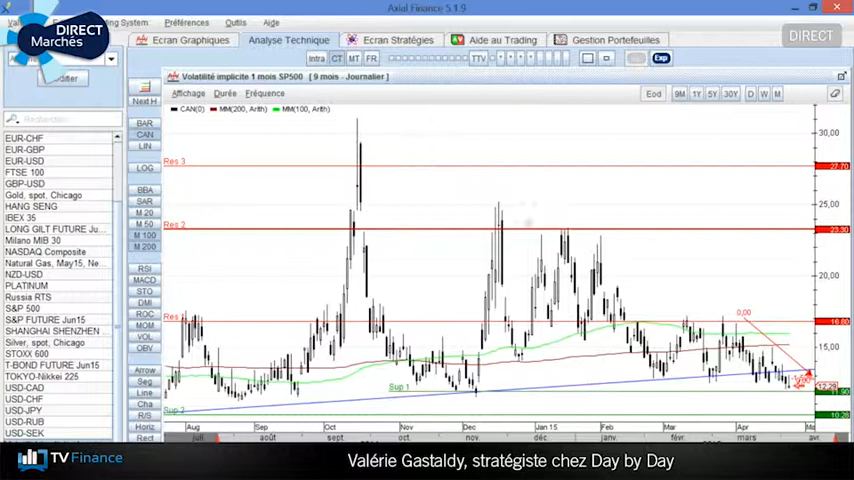 Axial Finance 5.1.9
DIRECT
Marchés
Préférences
Outils
Aide
DIRECT
Ecran Graphiques
Analyse Technique
Ecran Stratégies
Aide au Trading
Gestion Portefeuilles
Intra
CT
MT
FR
TTV
Exp
Volatilité implicite 1 mois SP500 [ 9 mois - Journalier ]
Affichage
Durée
Fréquence
Eod
9M
1Y
5Y
30Y
D
W
M
Next H
CAN(0)
MM(200, Arith)
MM(100, Arith)
BAR
CAN
LIN
LOG
BBA
SAR
M 20
M 50
M 100
M 200
RSI
MACD
STO
DMI
ROC
MOM
VOL
OBV
Arrow
Seg
Line
Cha
R/S
Horiz
Rect
EUR-CHF
EUR-GBP
EUR-USD
FTSE 100
GBP-USD
Gold, spot, Chicago
HANG SENG
IBEX 35
LONG GILT FUTURE Ju...
Milano MIB 30
NASDAQ Composite
Natural Gas, May15, Ne...
NZD-USD
PLATINUM
Russia RTS
S&P 500
S&P FUTURE Jun15
SHANGHAI SHENZHEN ...
Silver, spot, Chicago
STOXX 600
T-BOND FUTURE Jun15
TOKYO-Nikkei 225
USD-CAD
USD-CHF
USD-JPY
USD-RUB
USD-SEK
Res 3
Res 2
Res
Sup 1
Sup 2
0,00
30,00
27.70
25,00
23.30
20,00
16.80
15,00
12.29
11.90
10.28
Aug
Sep
Oct
Nov
Dec
Jan 15
Feb
Mar
Apr
juil
août
sept.
oct.
nov.
déc.
janv.
févr.
mars
avr.
TV Finance
Valérie Gastaldy, stratégiste chez Day by Day